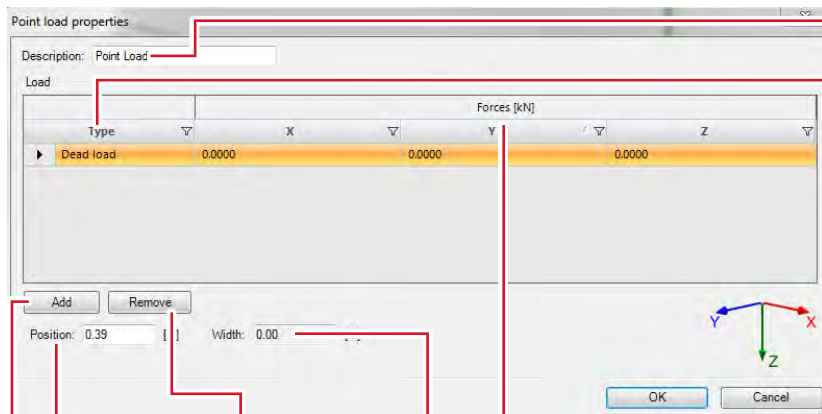 Point load properties
Description: Point Load
Load
Forces [kN]
Type X Y Z
Dead load 0.0000 0.0000 0.0000
Add Remove
Position: 0.39 Width: 0.00
Y X
Z
OK Cancel